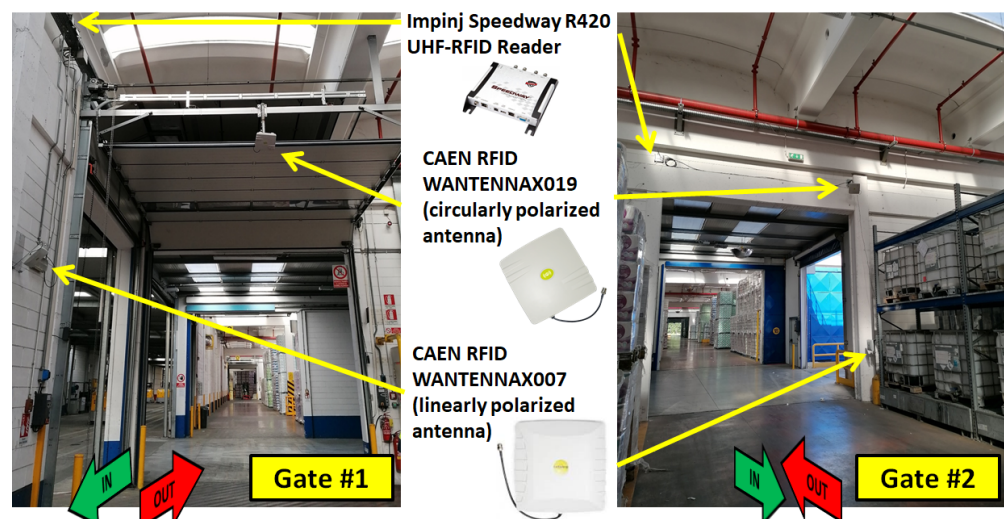 Impinj Speedway R420
UHF-RFID Reader
SPEEDWAY
CAEN RFID
WANTENNAX019
(circularly polarized
antenna)
CAEN RFID
WANTENNAX007
(linearly polarized
antenna)
IN
OUT
Gate #1
IN
OUT
Gate #2